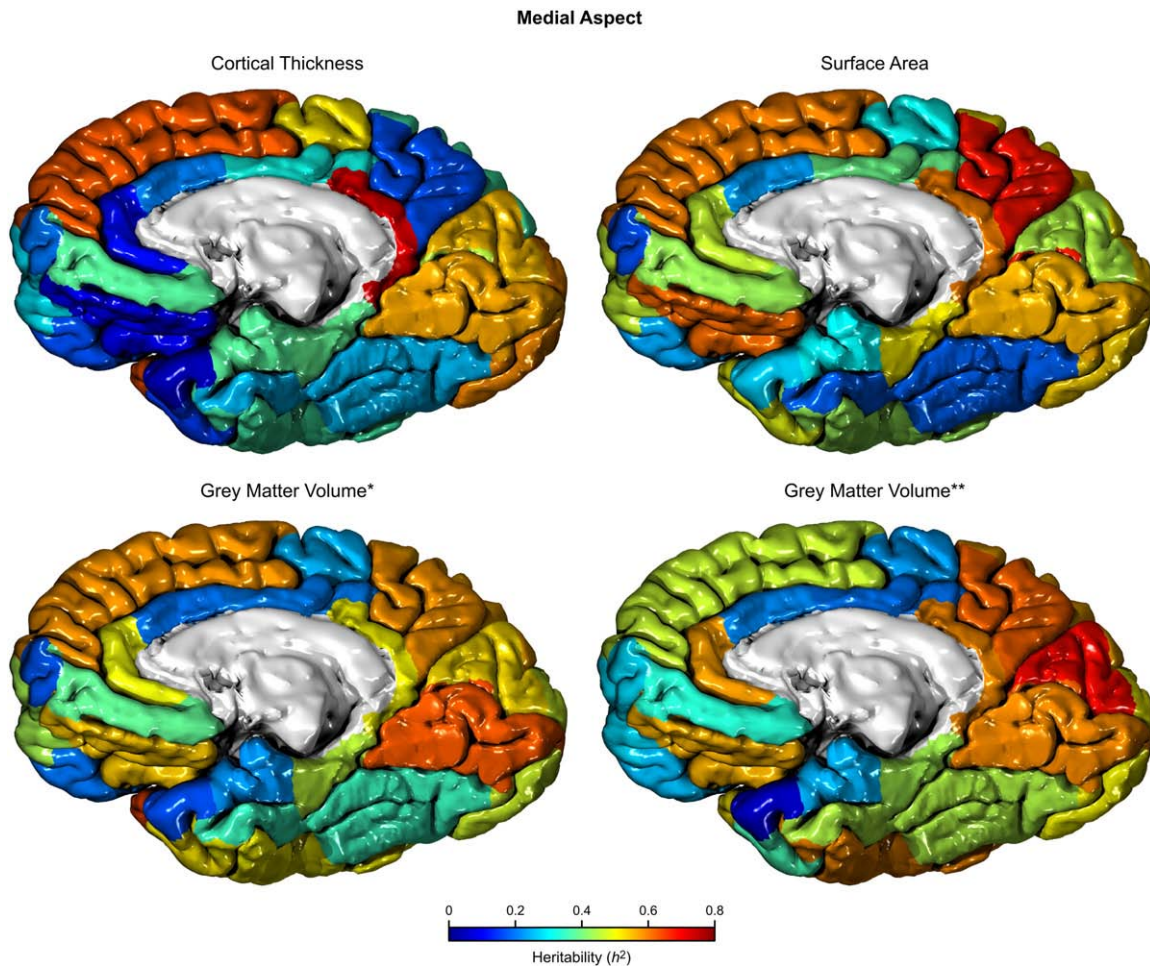 Medial Aspect
Cortical Thickness
Surface Area
Grey Matter Volume*
Grey Matter Volume**
0 0.2 0.4 0.6 0.8
Heritability (h²)